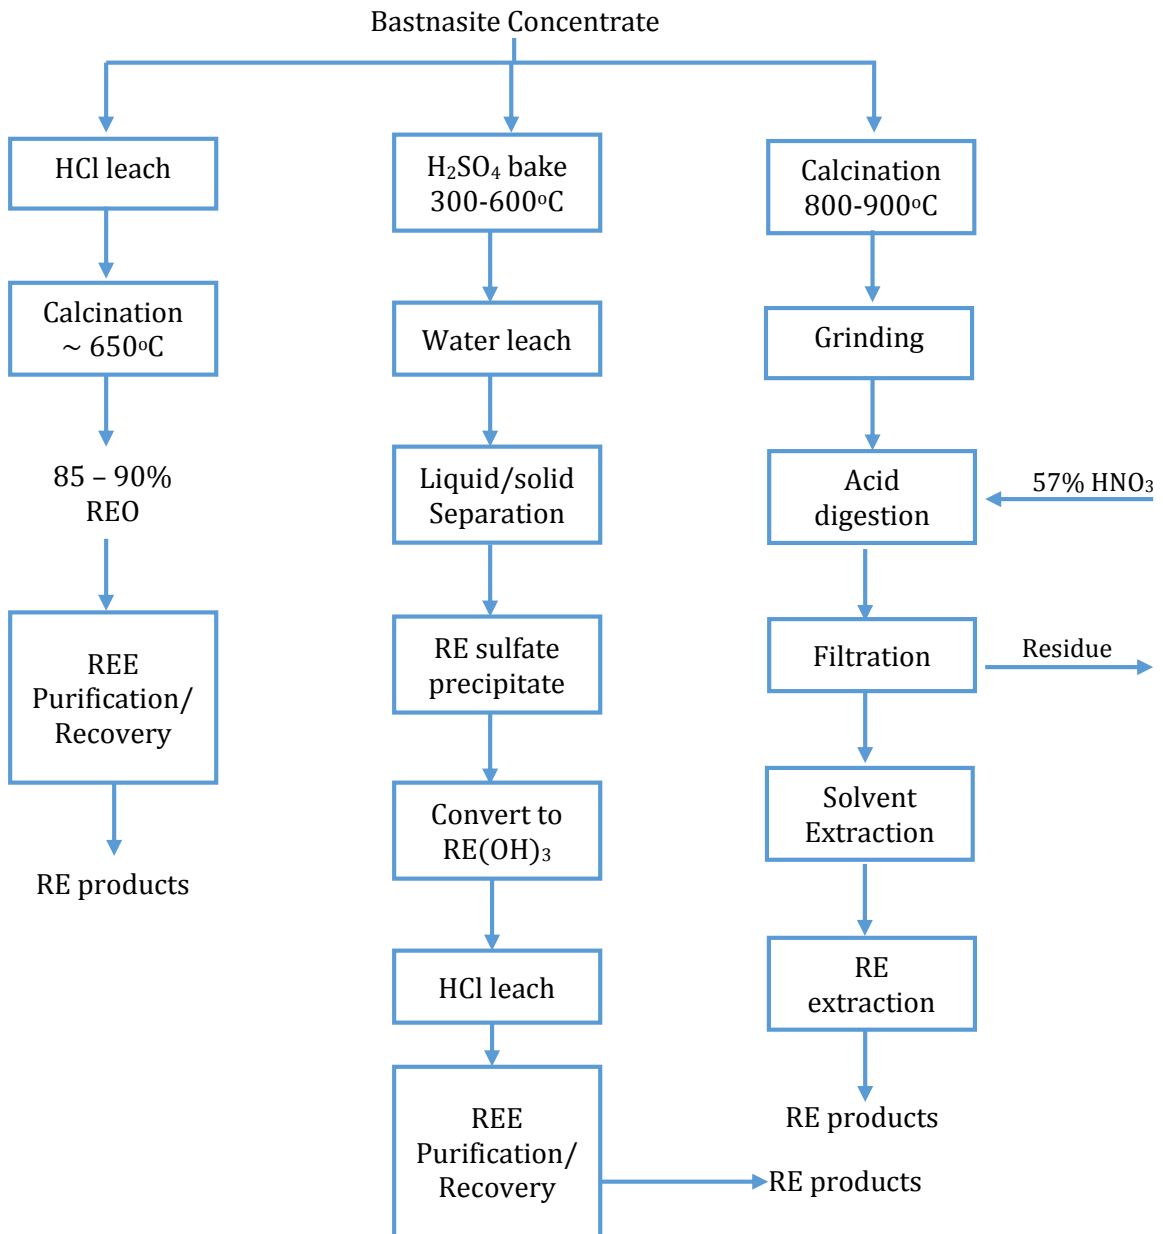 Bastnasite Concentrate
HCl leach
Calcination
~ 650ºC
85 – 90%
REO
REE
Purification/
Recovery
RE products
H₂SO₄ bake
300-600ºC
Water leach
Liquid/solid
Separation
RE sulfate
precipitate
Convert to
RE(OH)₃
HCl leach
REE
Purification/
Recovery
RE products
Calcination
800-900ºC
Grinding
Acid
digestion
57% HNO₃
Filtration
Residue
Solvent
Extraction
RE
extraction
RE products